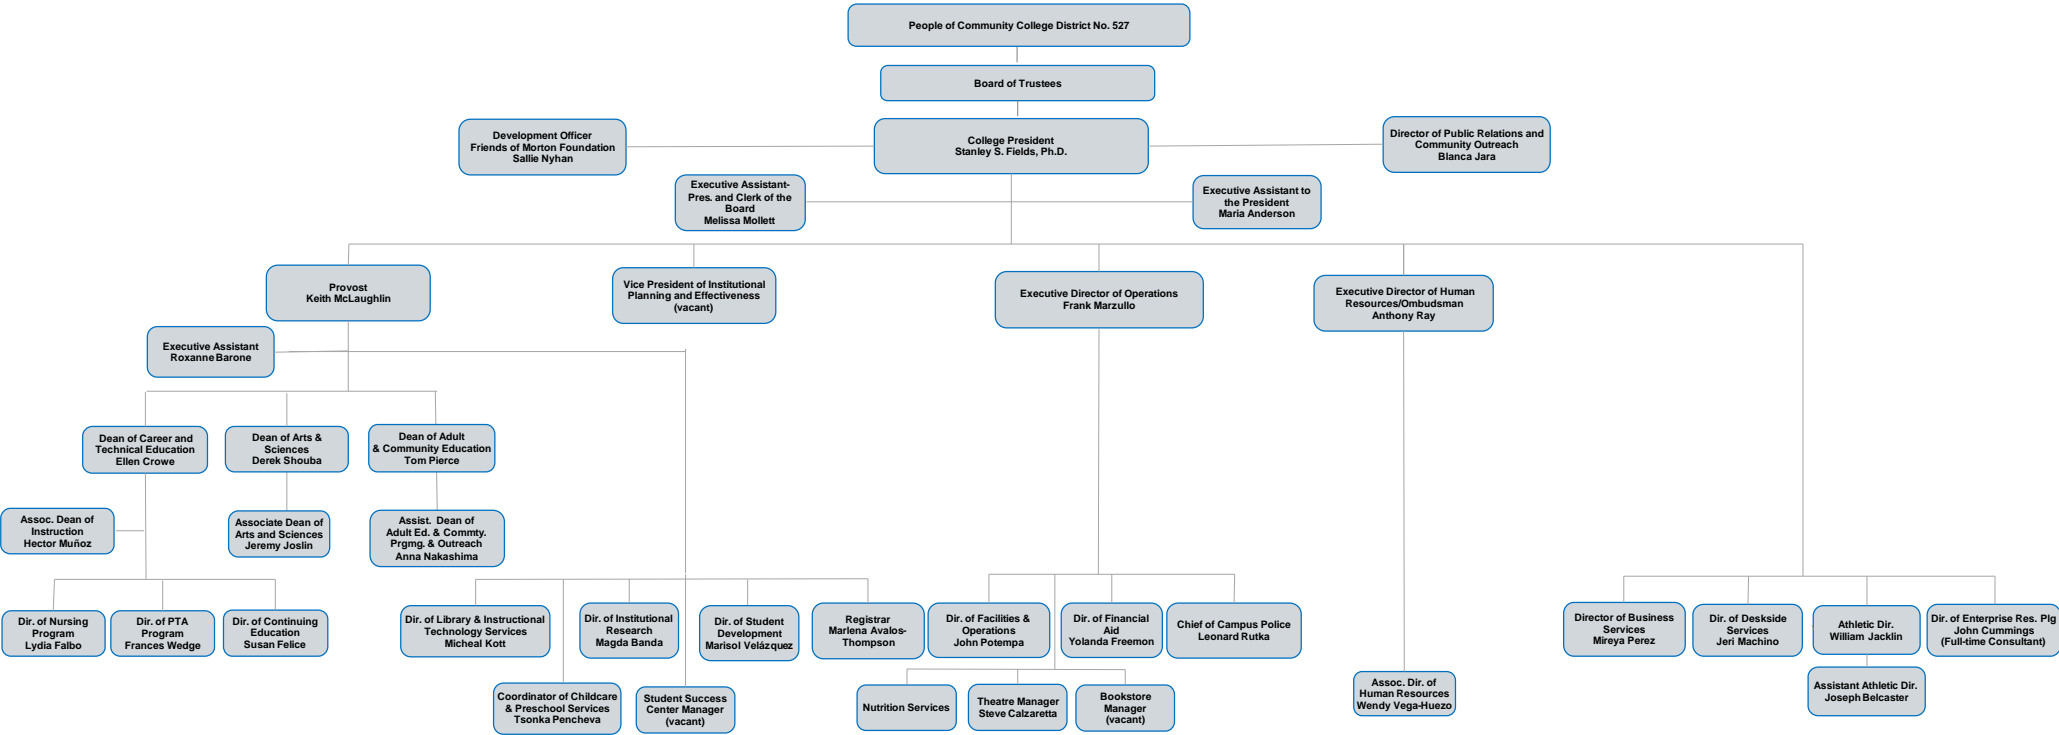 People of Community College District No. 527
Board of Trustees
Development Officer
Friends of Morton Foundation
Sallie Nyhan
College President
Stanley S. Fields, Ph.D.
Director of Public Relations and
Community Outreach
Blanca Jara
Executive Assistant-
Pres. and Clerk of the
Board
Melissa Mollett
Executive Assistant to
the President
Maria Anderson
Provost
Keith McLaughlin
Vice President of Institutional
Planning and Effectiveness
(vacant)
Executive Director of Operations
Frank Marzullo
Executive Director of Human
Resources/Ombudsman
Anthony Ray
Executive Assistant
Roxanne Barone
Dean of Career and
Technical Education
Ellen Crowe
Dean of Arts &
Sciences
Derek Shouba
Dean of Adult
& Community Education
Tom Pierce
Assoc. Dean of
Instruction
Hector Muñoz
Associate Dean of
Arts and Sciences
Jeremy Joslin
Assist. Dean of
Adult Ed. & Commty.
Prgmg. & Outreach
Anna Nakashima
Dir. of Nursing
Program
Lydia Falbo
Dir. of PTA
Program
Frances Wedge
Dir. of Continuing
Education
Susan Felice
Dir. of Library & Instructional
Technology Services
Micheal Kott
Dir. of Institutional
Research
Magda Banda
Dir. of Student
Development
Marisol Velázquez
Registrar
Marlena Avalos-
Thompson
Dir. of Facilities &
Operations
John Potempa
Dir. of Financial
Aid
Yolanda Freemon
Chief of Campus Police
Leonard Rutka
Director of Business
Services
Mireya Perez
Dir. of Deskside
Services
Jeri Machino
Athletic Dir.
William Jacklin
Dir. of Enterprise Res. Plg
John Cummings
(Full-time Consultant)
Coordinator of Childcare
& Preschool Services
Tsonka Pencheva
Student Success
Center Manager
(vacant)
Nutrition Services
Theatre Manager
Steve Calzaretta
Bookstore
Manager
(vacant)
Assoc. Dir. of
Human Resources
Wendy Vega-Huezo
Assistant Athletic Dir.
Joseph Belcaster